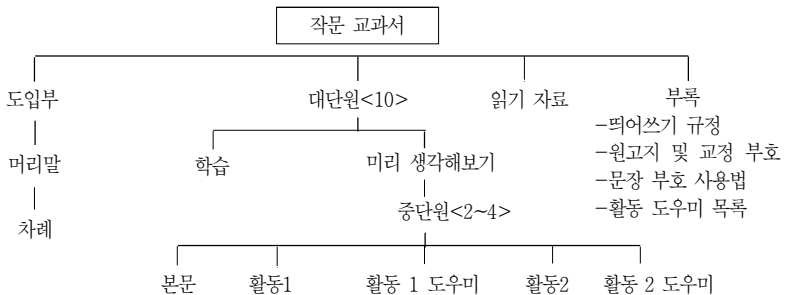 작문 교과서
도입부 대단원<10> 읽기 자료 부록
-띄어쓰기 규정
머리말 학습 미리 생각해보기 -원고지 및 교정 부호
-문장 부호 사용법
차례 중단원<2~4> -활동 도우미 목록
본문 활동1 활동 1 도우미 활동2 활동 2 도우미